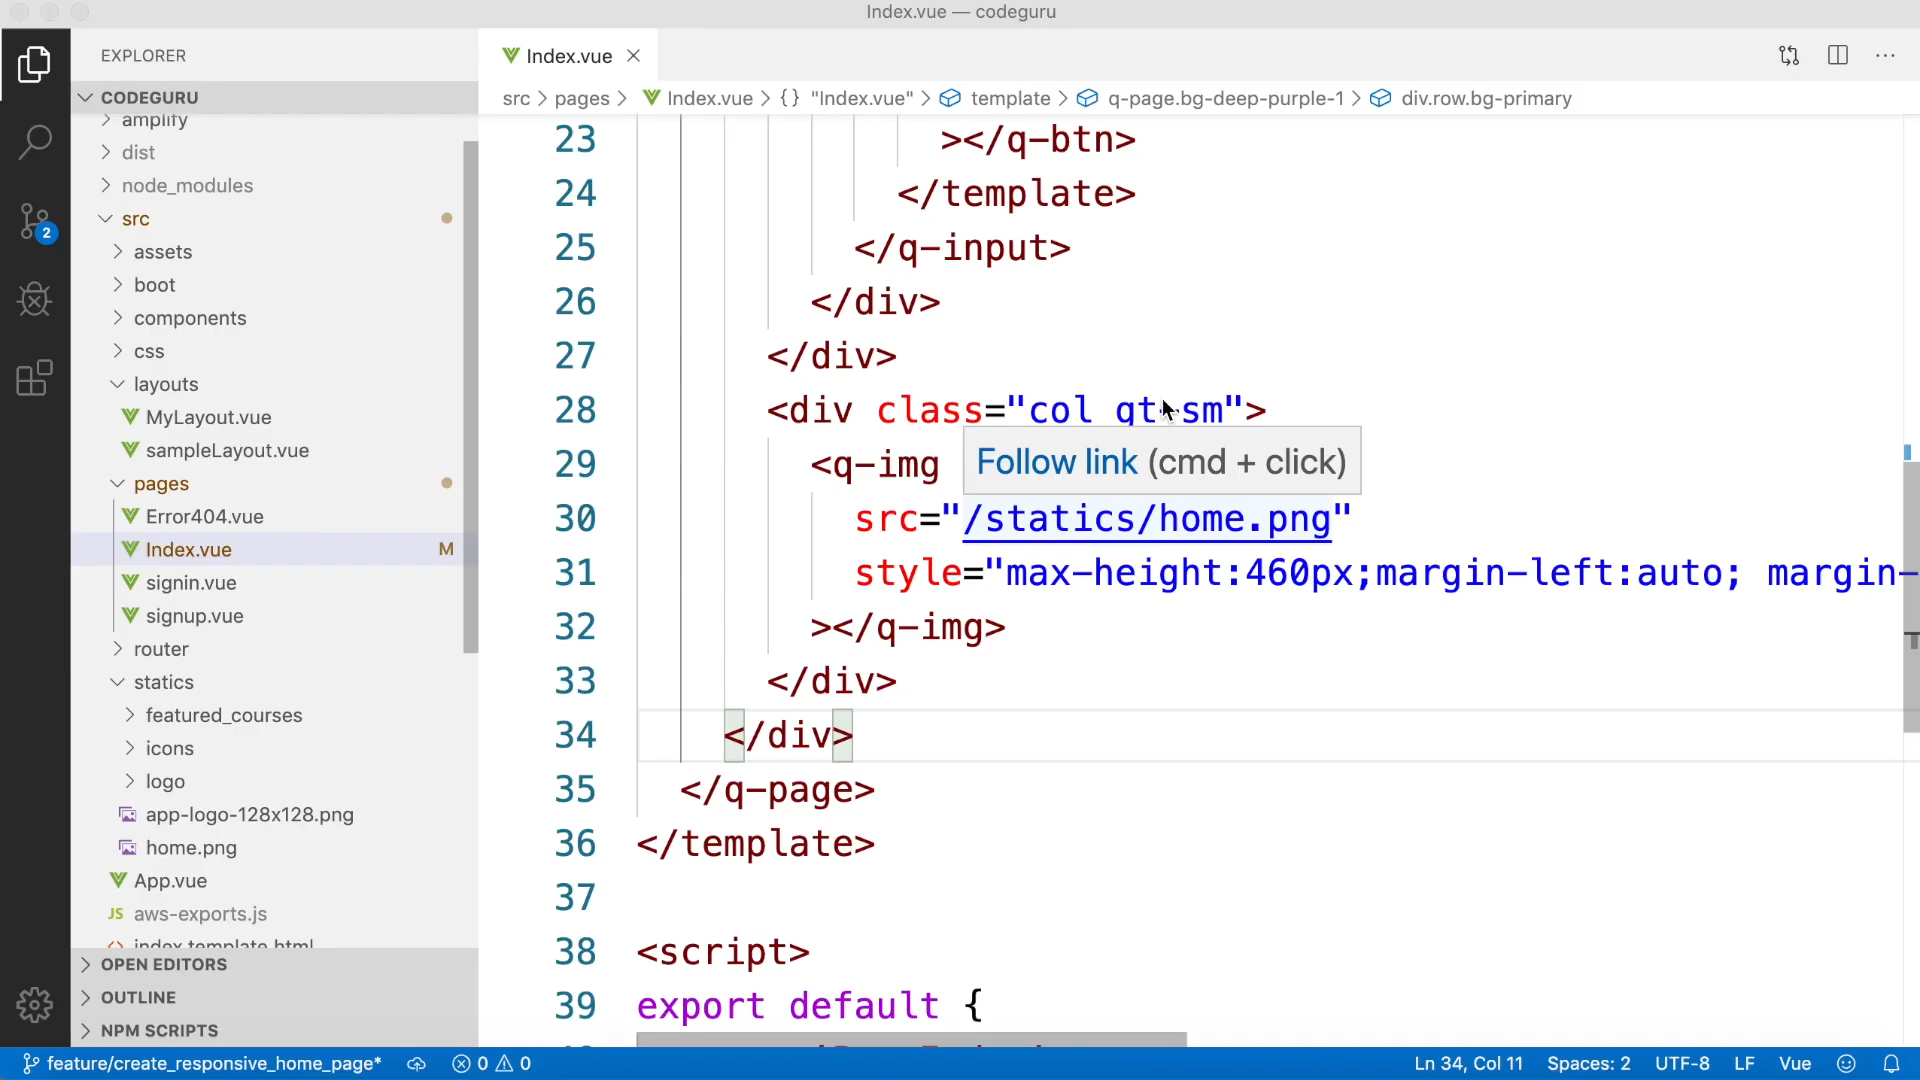 Index.vue — codeguru
EXPLORER
CODEGURU
amplify
dist
node_modules
src
assets
boot
components
css
layouts
MyLayout.vue
sampleLayout.vue
pages
Error404.vue
Index.vue M
signin.vue
signup.vue
router
statics
featured_courses
icons
logo
app-logo-128x128.png
home.png
App.vue
JS aws-exports.js
index.template.html
OPEN EDITORS
OUTLINE
NPM SCRIPTS
2
Index.vue
src > pages > Index.vue > {} "Index.vue" > template > q-page.bg-deep-purple-1 > div.row.bg-primary
23 ></q-btn>
24 </template>
25 </q-input>
26 </div>
27 </div>
28 <div class="col gt-sm">
29 <q-img
Follow link (cmd + click)
30 src="/statics/home.png"
31 style="max-height:460px;margin-left:auto; margin-
32 ></q-img>
33 </div>
34 </div>
35 </q-page>
36 </template>
37
38 <script>
39 export default {
feature/create_responsive_home_page* 0 0 Ln 34, Col 11 Spaces: 2 UTF-8 LF Vue